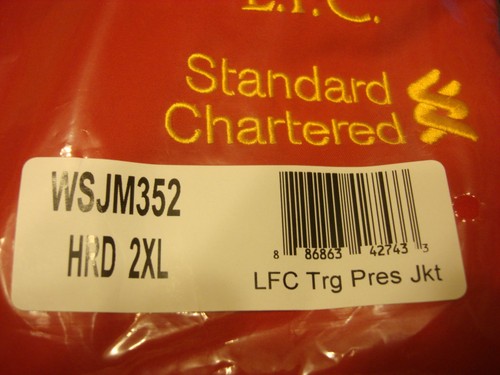 L.F.C.
Standard
Chartered
WSJM352
HRD 2XL
8 86863 42743 3
LFC Trg Pres Jkt